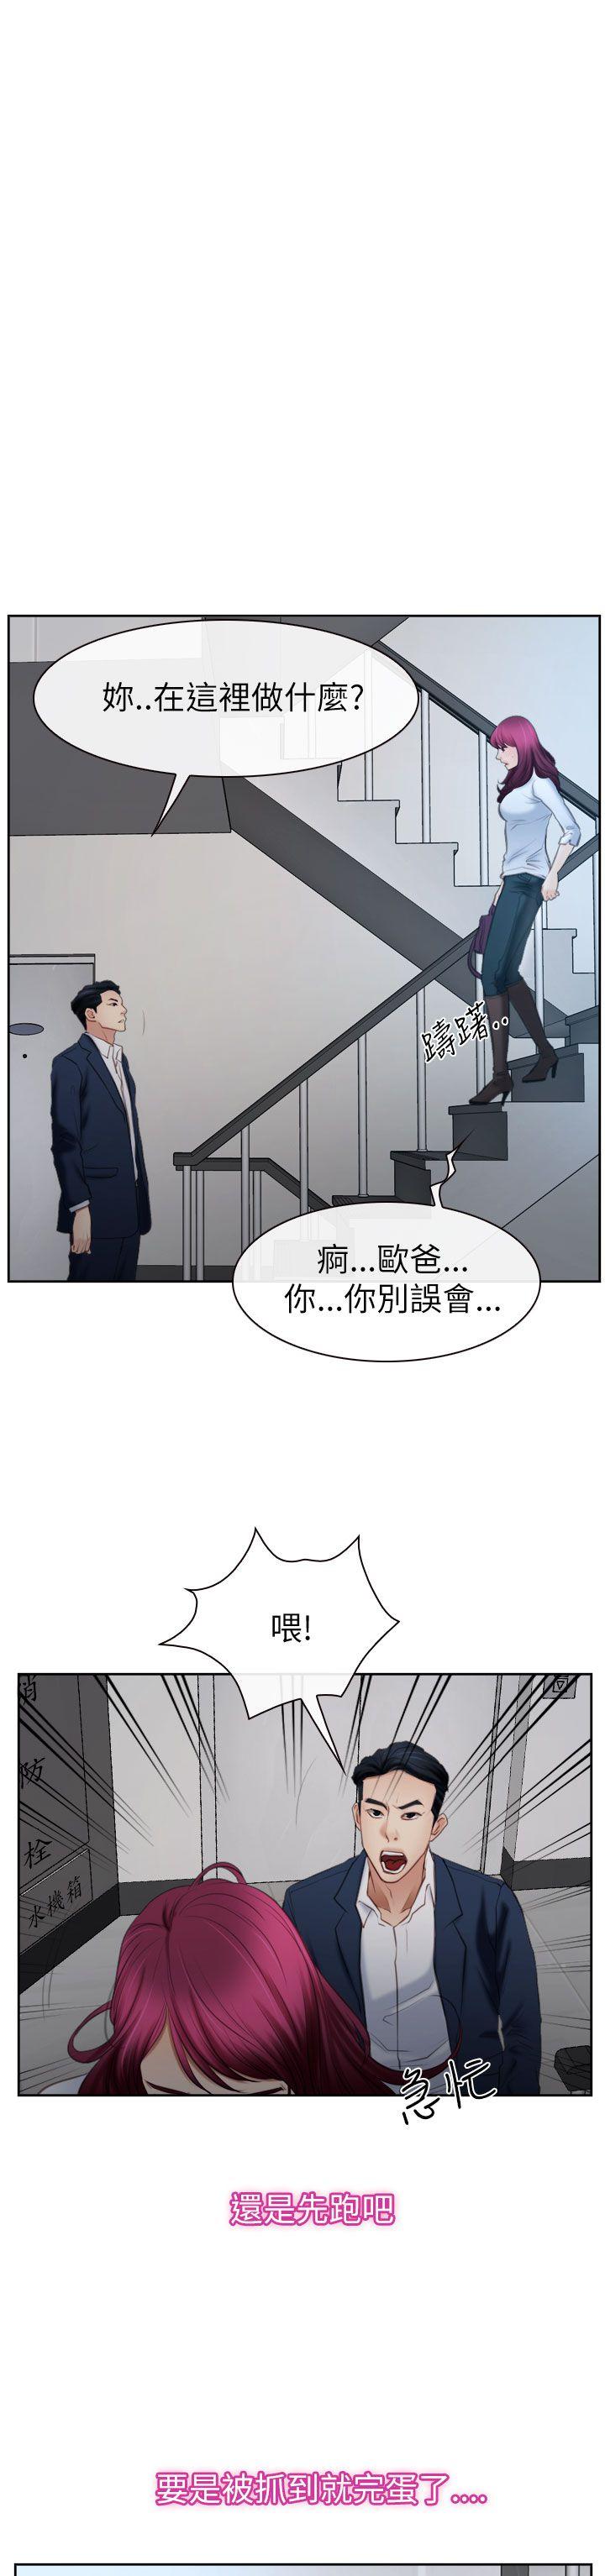 妳..在這裡做什麼?
躊躇..
痾...歐爸...
你...你別誤會...
喂!
消防栓
水機箱
急忙
還是先跑吧
要是被抓到就完蛋了....